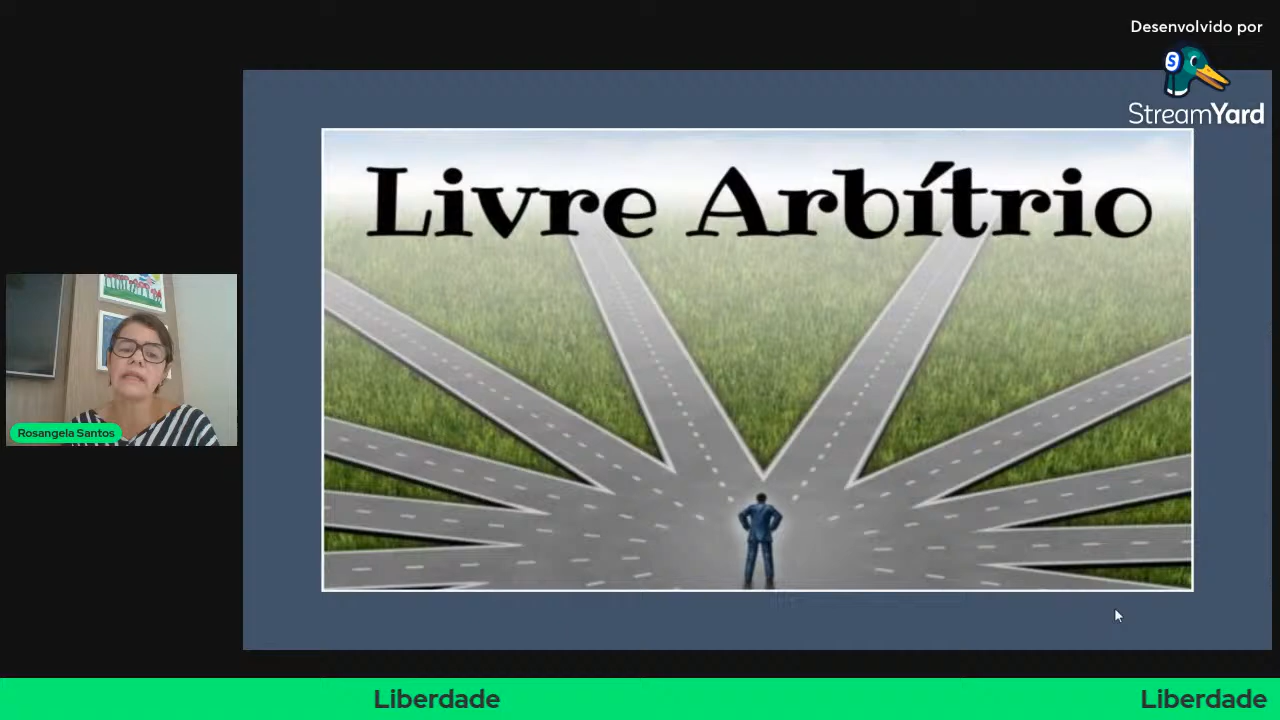 Desenvolvido por
S
StreamYard
Livre Arbítrio
Rosangela Santos
Liberdade
Liberdade